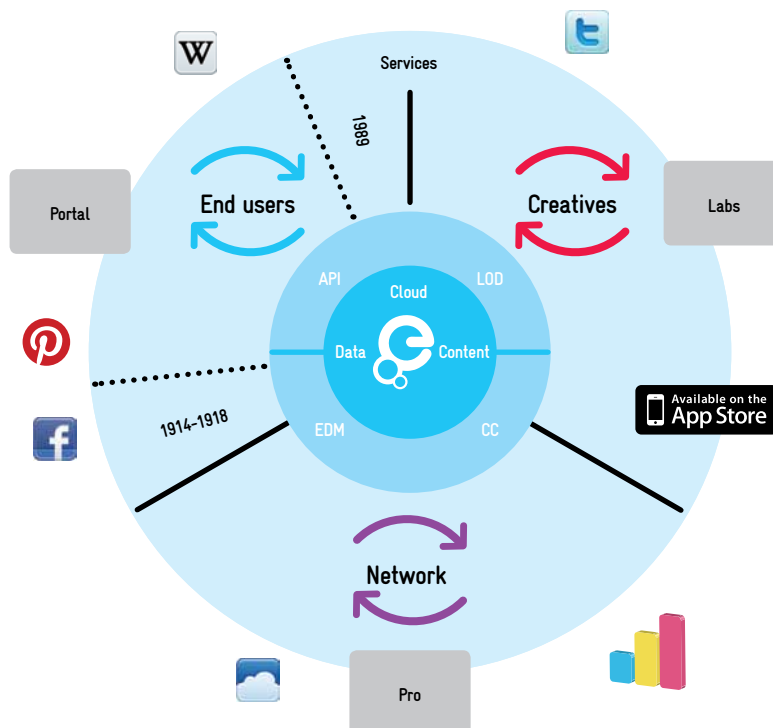 W
Services
1989
Portal
End users
Creatives
Labs
API
LOD
Cloud
Data
Content
Available on the
App Store
1914-1918
EDM
CC
Network
Pro